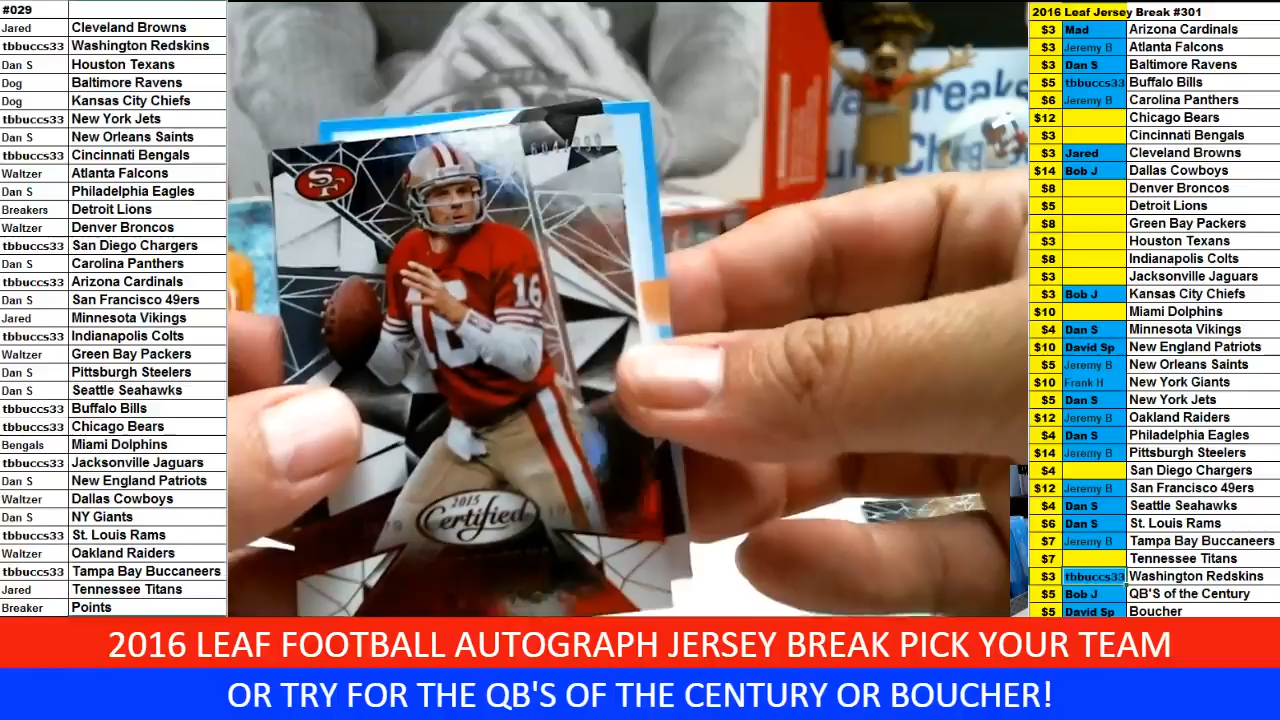 #029
Jared Cleveland Browns
tbbuccs33 Washington Redskins
Dan S Houston Texans
Dog Baltimore Ravens
Dog Kansas City Chiefs
tbbuccs33 New York Jets
Dan S New Orleans Saints
tbbuccs33 Cincinnati Bengals
Waltzer Atlanta Falcons
Dan S Philadelphia Eagles
Breakers Detroit Lions
Waltzer Denver Broncos
tbbuccs33 San Diego Chargers
Dan S Carolina Panthers
tbbuccs33 Arizona Cardinals
Dan S San Francisco 49ers
Jared Minnesota Vikings
tbbuccs33 Indianapolis Colts
Waltzer Green Bay Packers
Dan S Pittsburgh Steelers
Dan S Seattle Seahawks
tbbuccs33 Buffalo Bills
tbbuccs33 Chicago Bears
Bengals Miami Dolphins
tbbuccs33 Jacksonville Jaguars
Dan S New England Patriots
Waltzer Dallas Cowboys
Dan S NY Giants
tbbuccs33 St. Louis Rams
Waltzer Oakland Raiders
tbbuccs33 Tampa Bay Buccaneers
Jared Tennessee Titans
Breaker Points
SF
16
2015
Certified
Breaks
2016 Leaf Jersey Break #301
$3 Mad Arizona Cardinals
$3 Jeremy B Atlanta Falcons
$3 Dan S Baltimore Ravens
$5 tbbuccs33 Buffalo Bills
$6 Jeremy B Carolina Panthers
$12 Chicago Bears
$3 Cincinnati Bengals
$3 Jared Cleveland Browns
$14 Bob J Dallas Cowboys
$8 Denver Broncos
$5 Detroit Lions
$8 Green Bay Packers
$3 Houston Texans
$8 Indianapolis Colts
$3 Jacksonville Jaguars
$3 Bob J Kansas City Chiefs
$10 Miami Dolphins
$4 Dan S Minnesota Vikings
$10 David Sp New England Patriots
$5 Jeremy B New Orleans Saints
$10 Frank H New York Giants
$5 Dan S New York Jets
$12 Jeremy B Oakland Raiders
$4 Dan S Philadelphia Eagles
$14 Jeremy B Pittsburgh Steelers
$4 San Diego Chargers
$12 Jeremy B San Francisco 49ers
$4 Dan S Seattle Seahawks
$6 Dan S St. Louis Rams
$7 Jeremy B Tampa Bay Buccaneers
$7 Tennessee Titans
$3 tbbuccs33 Washington Redskins
$5 Bob J QB'S of the Century
$5 David Sp Boucher
2016 LEAF FOOTBALL AUTOGRAPH JERSEY BREAK PICK YOUR TEAM
OR TRY FOR THE QB'S OF THE CENTURY OR BOUCHER!